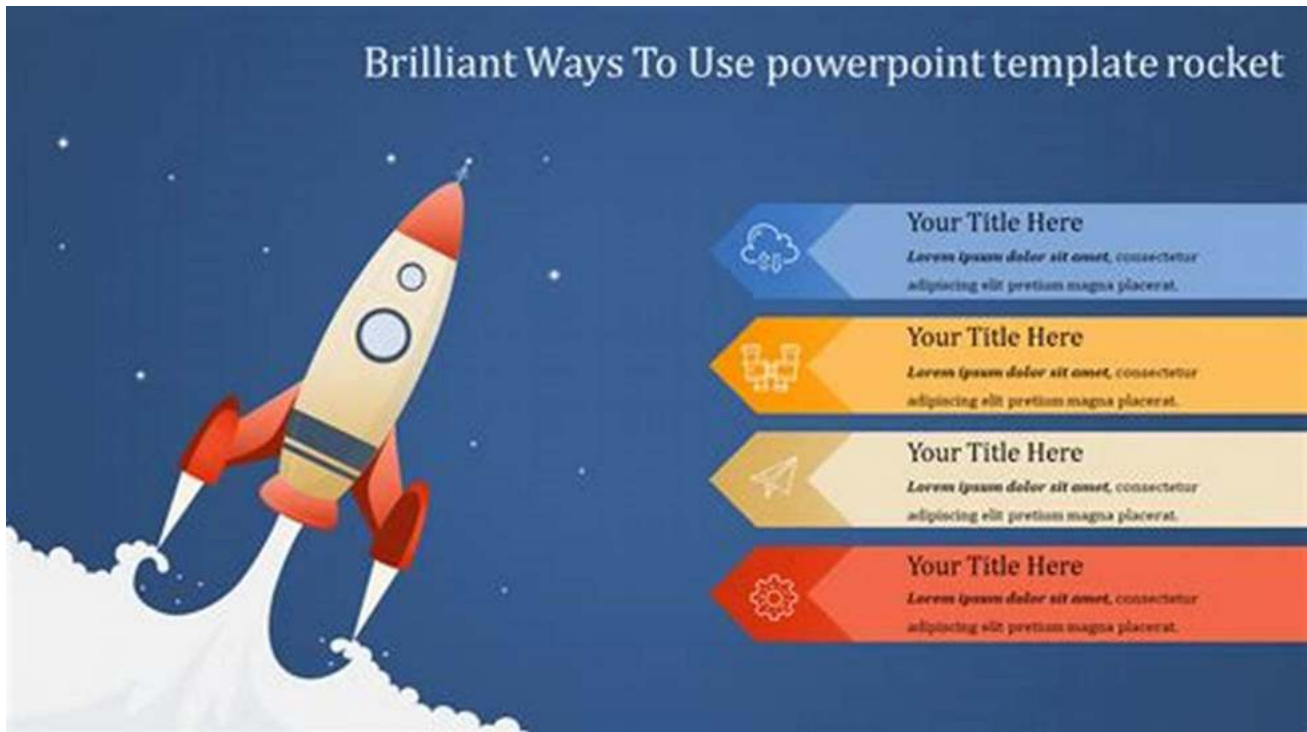 Brilliant Ways To Use powerpoint template rocket
Your Title Here
Lorem ipsum dolor sit amet, consectetur
adipiscing elit pretium magna placerat.
Your Title Here
Lorem ipsum dolor sit amet, consectetur
adipiscing elit pretium magna placerat.
Your Title Here
Lorem ipsum dolor sit amet, consectetur
adipiscing elit pretium magna placerat.
Your Title Here
Lorem ipsum dolor sit amet, consectetur
adipiscing elit pretium magna placerat.